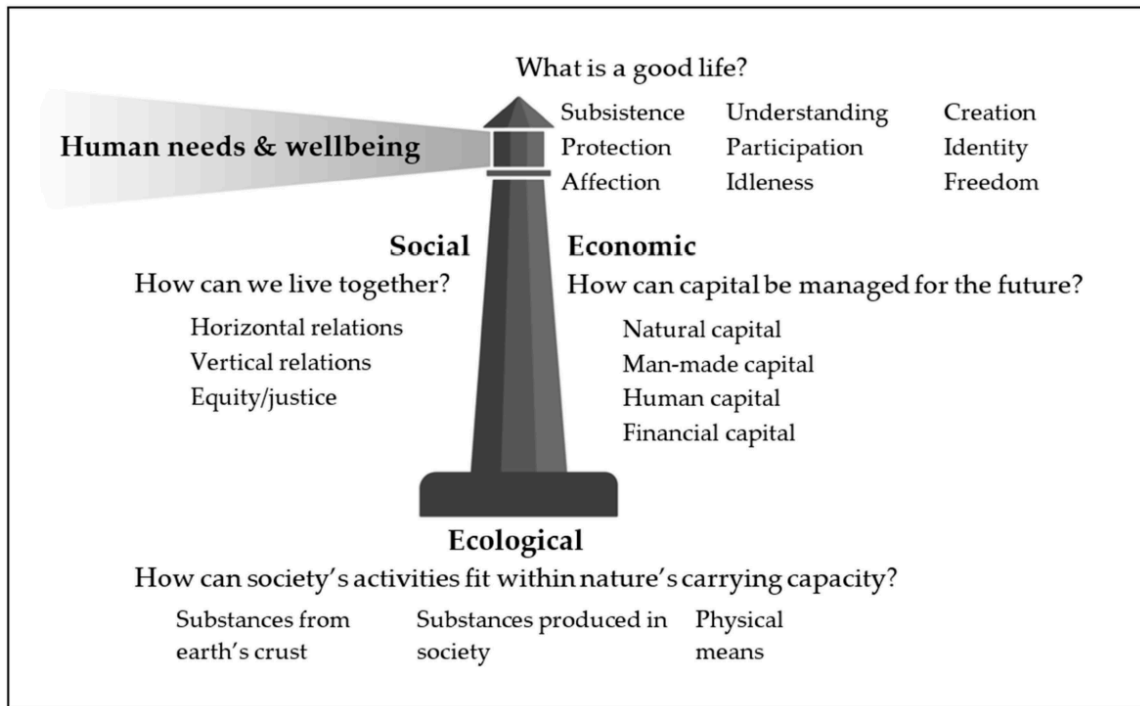 What is a good life?
Human needs & wellbeing
Subsistence Understanding Creation
Protection Participation Identity
Affection Idleness Freedom
Social
How can we live together?
Horizontal relations
Vertical relations
Equity/justice
Economic
How can capital be managed for the future?
Natural capital
Man-made capital
Human capital
Financial capital
Ecological
How can society’s activities fit within nature’s carrying capacity?
Substances from
earth’s crust
Substances produced in
society
Physical
means